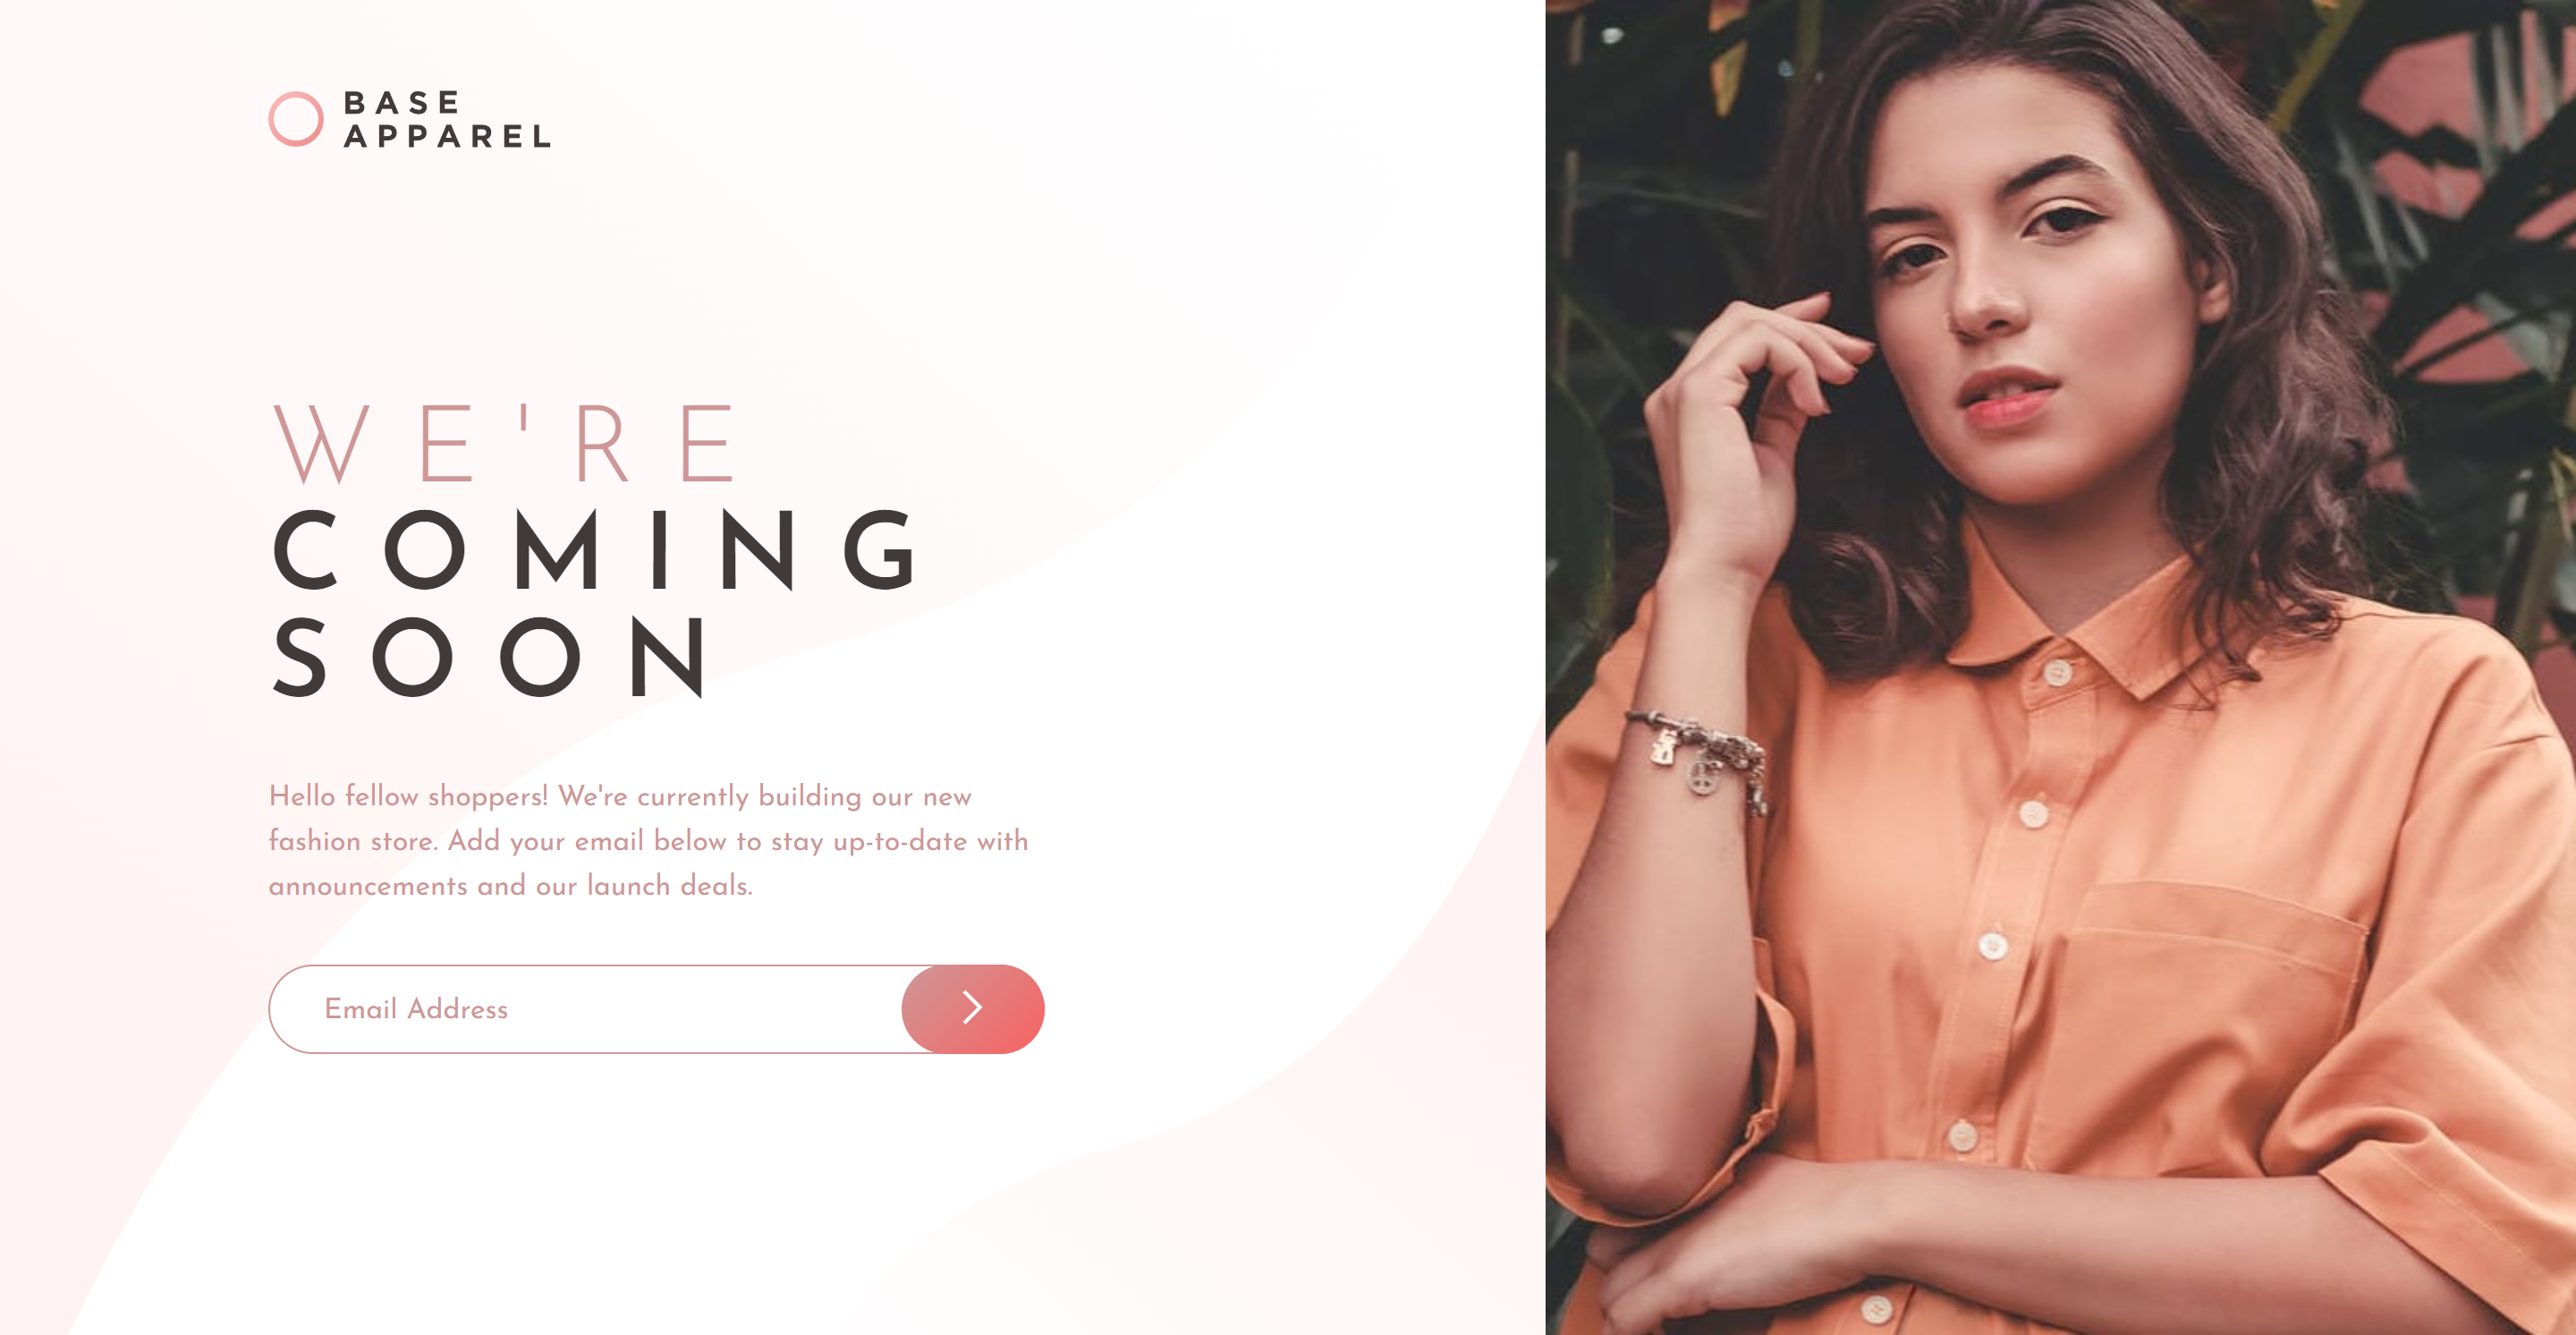 BASE
APPAREL
WE'RE
COMING
SOON
Hello fellow shoppers! We're currently building our new
fashion store. Add your email below to stay up-to-date with
announcements and our launch deals.
Email Address